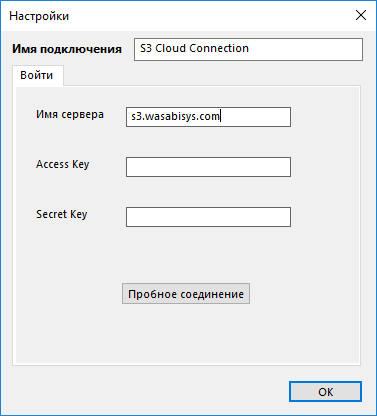 Настройки
Имя подключения S3 Cloud Connection
Войти
Имя сервера s3.wasabisys.com
Access Key
Secret Key
Пробное соединение
OK